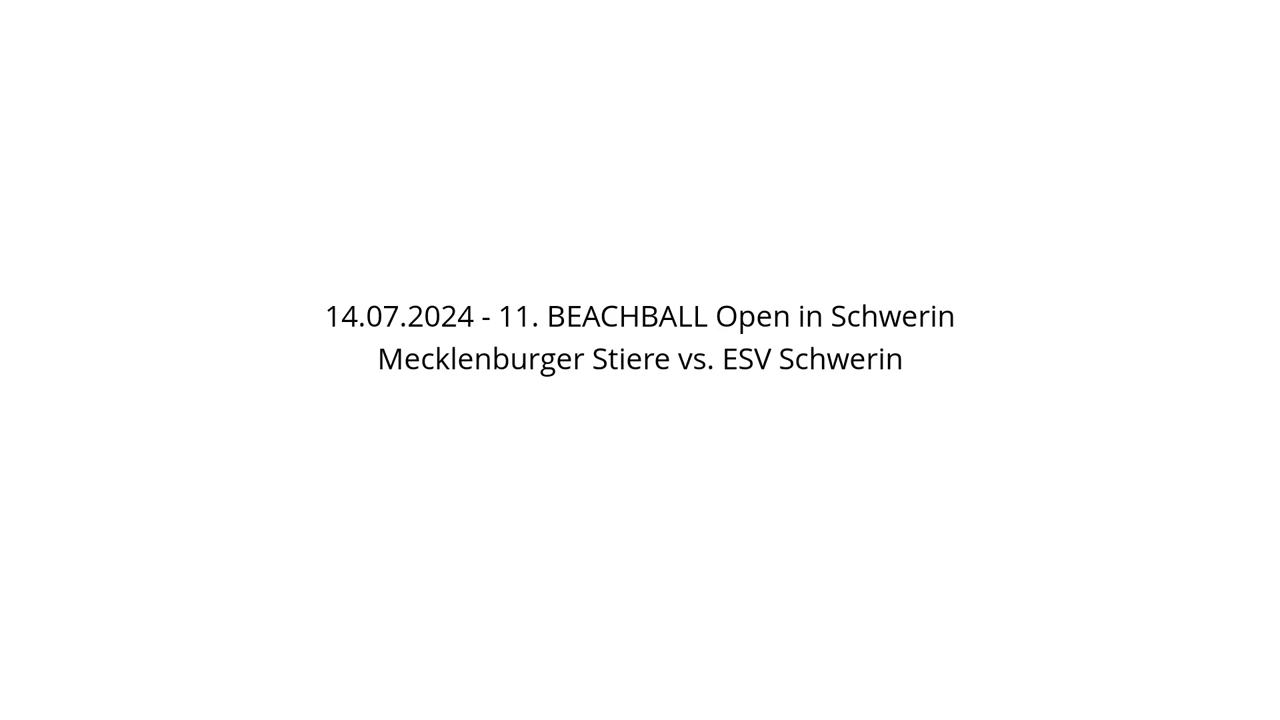 14.07.2024 - 11. BEACHBALL Open in Schwerin
Mecklenburger Stiere vs. ESV Schwerin